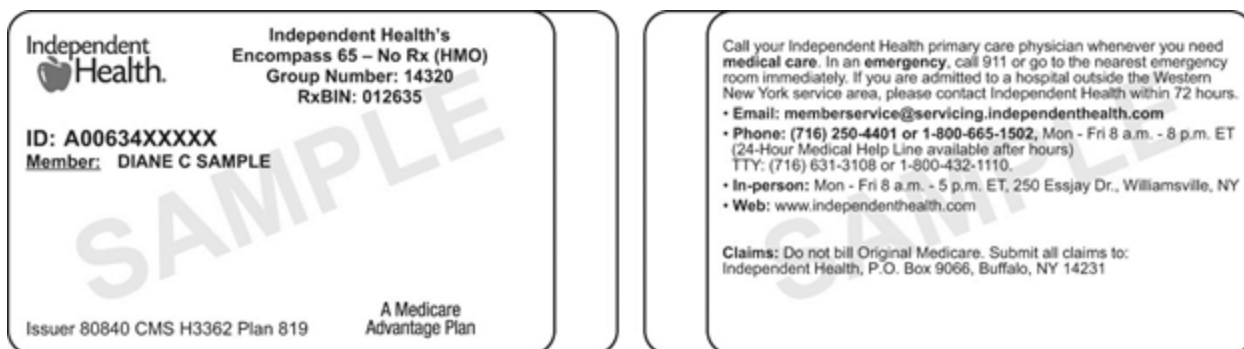 Independent
Health.
Independent Health's
Encompass 65 – No Rx (HMO)
Group Number: 14320
RxBIN: 012635
ID: A00634XXXXX
Member: DIANE C SAMPLE
SAMPLE
Issuer 80840 CMS H3362 Plan 819
A Medicare
Advantage Plan
Call your Independent Health primary care physician whenever you need
medical care. In an emergency, call 911 or go to the nearest emergency
room immediately. If you are admitted to a hospital outside the Western
New York service area, please contact Independent Health within 72 hours.
• Email: memberservice@servicing.independenthealth.com
• Phone: (716) 250-4401 or 1-800-665-1502, Mon - Fri 8 a.m. - 8 p.m. ET
(24-Hour Medical Help Line available after hours)
TTY: (716) 631-3108 or 1-800-432-1110.
• In-person: Mon - Fri 8 a.m. - 5 p.m. ET, 250 Essjay Dr., Williamsville, NY
• Web: www.independenthealth.com
SAMPLE
Claims: Do not bill Original Medicare. Submit all claims to:
Independent Health, P.O. Box 9066, Buffalo, NY 14231